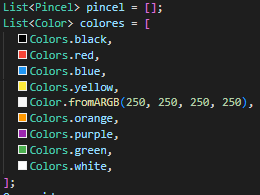 List<Pincel> pincel = [];
List<Color> colores = [
Colors.black,
Colors.red,
Colors.blue,
Colors.yellow,
Color.fromARGB(250, 250, 250, 250),
Colors.orange,
Colors.purple,
Colors.green,
Colors.white,
];